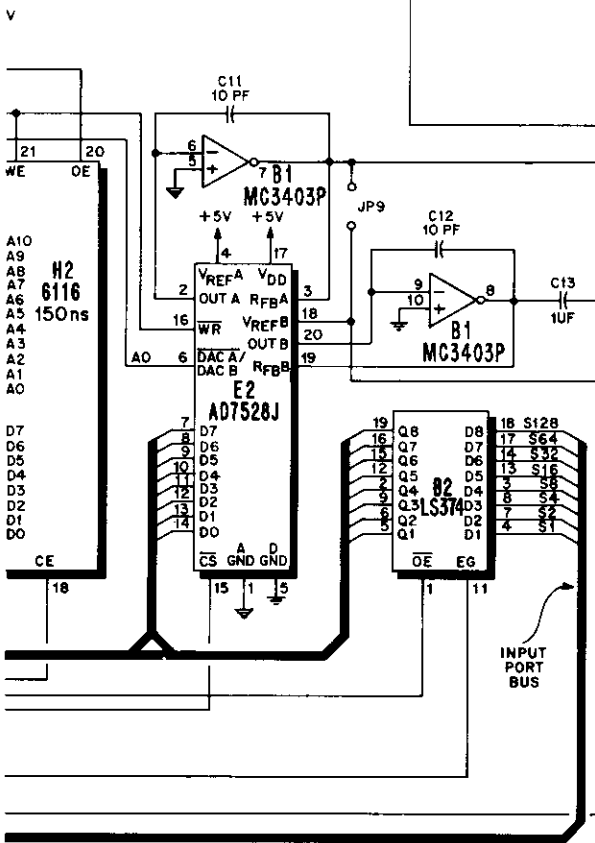 V
C11
10 PF
21
20
WE
OE
6
5
7
B1
MC3403P
JP9
+5V
+5V
C12
10 PF
4
17
9
10
8
C13
1UF
B1
MC3403P
A10
A9
A8
A7
A6
A5
A4
A3
A2
A1
A0
H2
6116
150ns
VREFA
VDD
2
OUT A
RFBA
3
VREFB
18
16
WR
OUT B
20
A0
6
DAC A/
DAC B
RFBB
19
E2
AD7528J
D7
D6
D5
D4
D3
D2
D1
D0
7
8
9
10
11
12
13
14
D7
D6
D5
D4
D3
D2
D1
D0
19
16
15
12
2
9
6
5
Q8
Q7
Q6
Q5
Q4
Q3
Q2
Q1
B2
LS374
D8
D7
D6
D5
D4
D3
D2
D1
18
17
14
13
3
8
7
4
S128
S64
S32
S16
S8
S4
S2
S1
CE
18
CS
A
GND
D
GND
15
1
5
OE
EG
1
11
INPUT
PORT
BUS